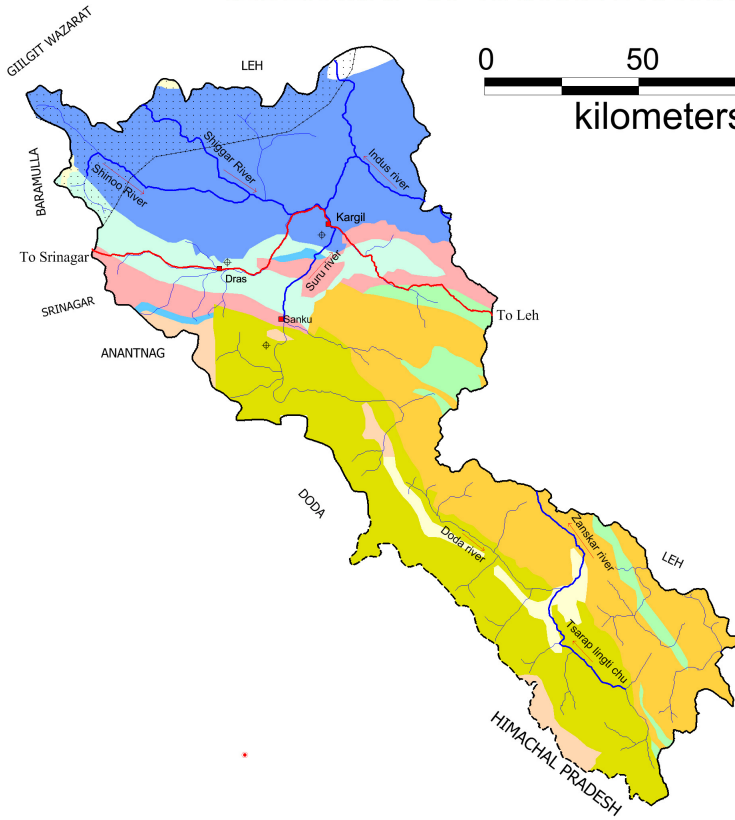 GIILGIT WAZARAT
LEH
0 50
kilometers
BARAMULLA
Shiggar River
Shinoo River
Indus river
Kargil
To Srinagar
Suru river
Dras
SRINAGAR
Sanku
To Leh
ANANTNAG
DODA
Doda river
Zanskar river
LEH
Tsarap lingti chu
HIMACHAL PRADESH